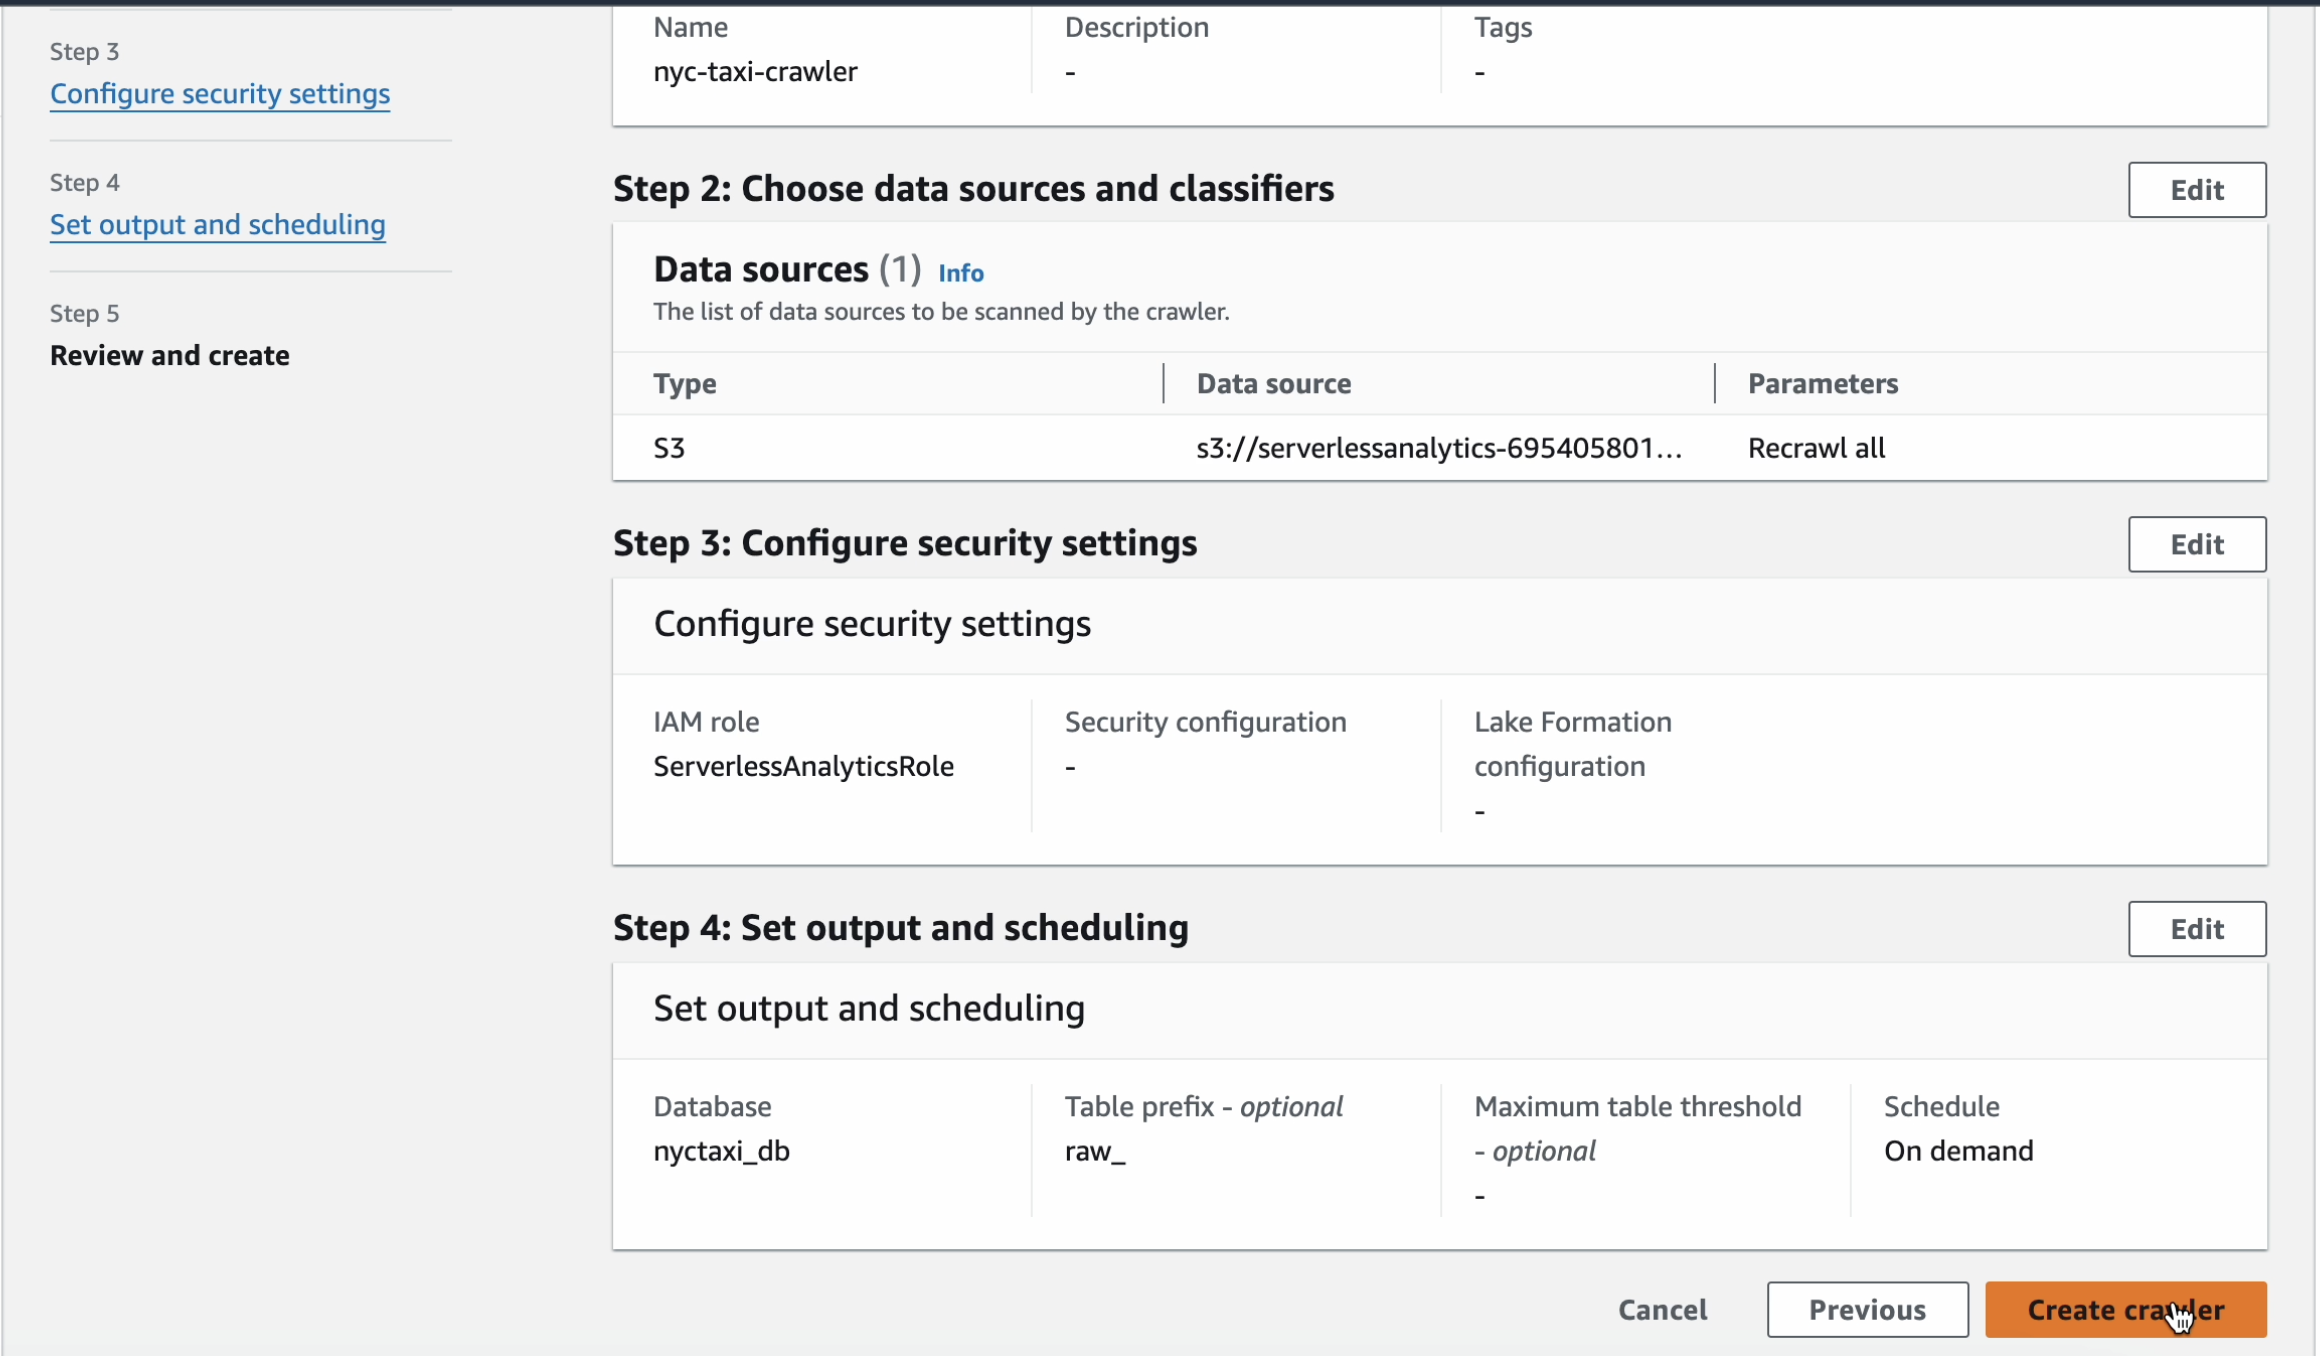 Step 3
Configure security settings
Step 4
Set output and scheduling
Step 5
Review and create
Name
nyc-taxi-crawler
Description
-
Tags
-
Step 2: Choose data sources and classifiers
Edit
Data sources (1) Info
The list of data sources to be scanned by the crawler.
Type
Data source
Parameters
S3
s3://serverlessanalytics-695405801...
Recrawl all
Step 3: Configure security settings
Edit
Configure security settings
IAM role
ServerlessAnalyticsRole
Security configuration
-
Lake Formation
configuration
-
Step 4: Set output and scheduling
Edit
Set output and scheduling
Database
nyctaxi_db
Table prefix - optional
raw_
Maximum table threshold
- optional
-
Schedule
On demand
Cancel
Previous
Create crawler